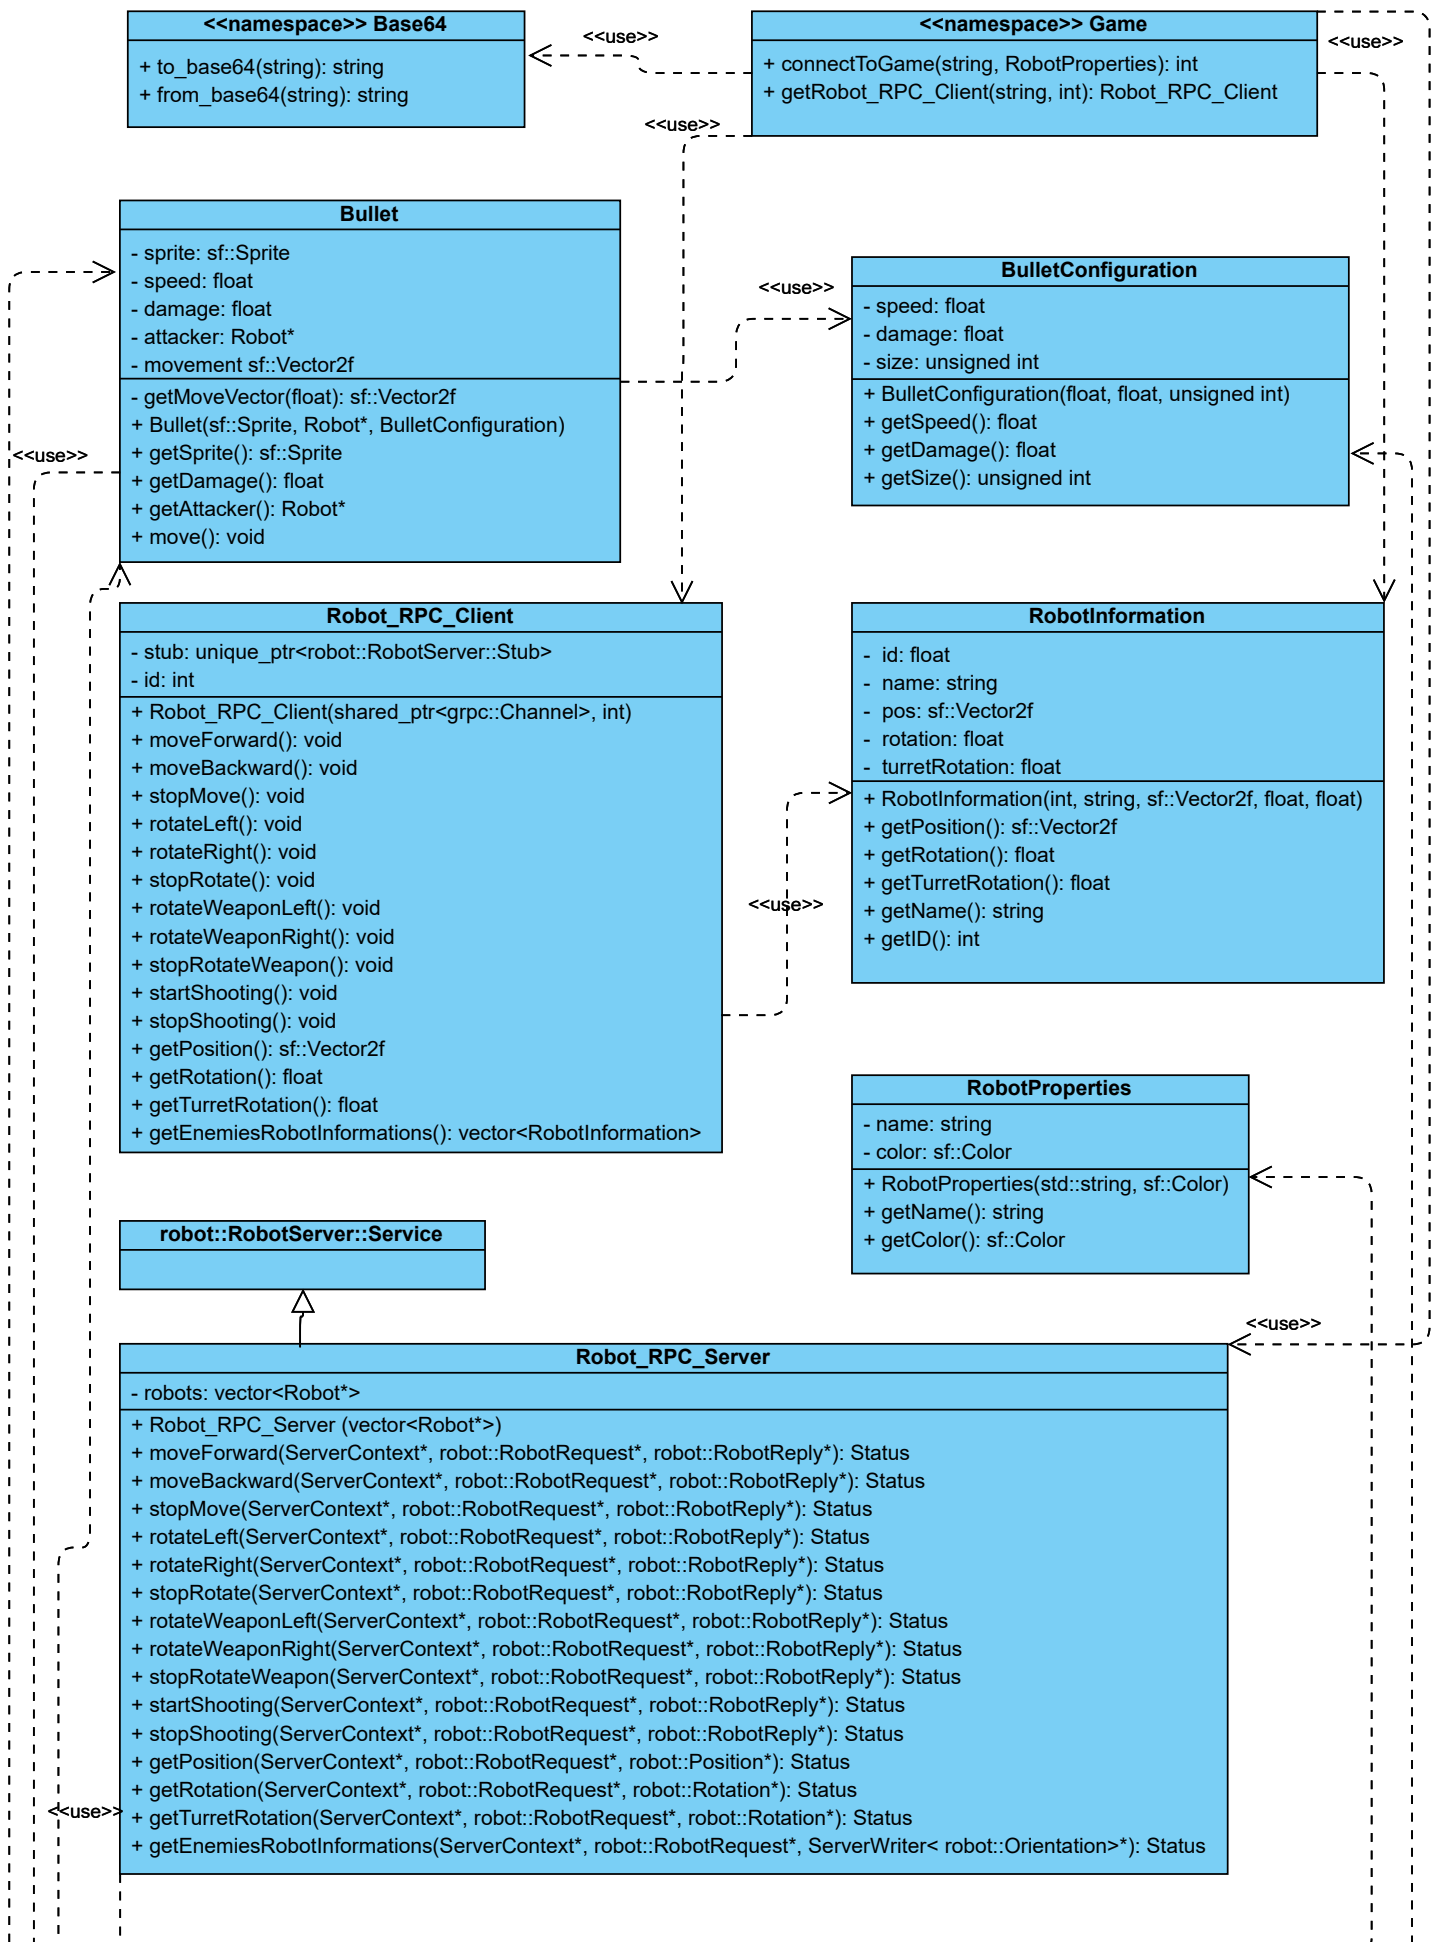 <<namespace>> Base64
+ to_base64(string): string
+ from_base64(string): string
<<use>>
<<namespace>> Game
+ connectToGame(string, RobotProperties): int
+ getRobot_RPC_Client(string, int): Robot_RPC_Client
<<use>>
<<use>>
Bullet
- sprite: sf::Sprite
- speed: float
- damage: float
- attacker: Robot*
- movement sf::Vector2f
- getMoveVector(float): sf::Vector2f
+ Bullet(sf::Sprite, Robot*, BulletConfiguration)
+ getSprite(): sf::Sprite
+ getDamage(): float
+ getAttacker(): Robot*
+ move(): void
<<use>>
<<use>>
BulletConfiguration
- speed: float
- damage: float
- size: unsigned int
+ BulletConfiguration(float, float, unsigned int)
+ getSpeed(): float
+ getDamage(): float
+ getSize(): unsigned int
Robot_RPC_Client
- stub: unique_ptr<robot::RobotServer::Stub>
- id: int
+ Robot_RPC_Client(shared_ptr<grpc::Channel>, int)
+ moveForward(): void
+ moveBackward(): void
+ stopMove(): void
+ rotateLeft(): void
+ rotateRight(): void
+ stopRotate(): void
+ rotateWeaponLeft(): void
+ rotateWeaponRight(): void
+ stopRotateWeapon(): void
+ startShooting(): void
+ stopShooting(): void
+ getPosition(): sf::Vector2f
+ getRotation(): float
+ getTurretRotation(): float
+ getEnemiesRobotInformations(): vector<RobotInformation>
<<use>>
RobotInformation
- id: float
- name: string
- pos: sf::Vector2f
- rotation: float
- turretRotation: float
+ RobotInformation(int, string, sf::Vector2f, float, float)
+ getPosition(): sf::Vector2f
+ getRotation(): float
+ getTurretRotation(): float
+ getName(): string
+ getID(): int
RobotProperties
- name: string
- color: sf::Color
+ RobotProperties(std::string, sf::Color)
+ getName(): string
+ getColor(): sf::Color
robot::RobotServer::Service
<<use>>
Robot_RPC_Server
- robots: vector<Robot*>
+ Robot_RPC_Server (vector<Robot*>)
+ moveForward(ServerContext*, robot::RobotRequest*, robot::RobotReply*): Status
+ moveBackward(ServerContext*, robot::RobotRequest*, robot::RobotReply*): Status
+ stopMove(ServerContext*, robot::RobotRequest*, robot::RobotReply*): Status
+ rotateLeft(ServerContext*, robot::RobotRequest*, robot::RobotReply*): Status
+ rotateRight(ServerContext*, robot::RobotRequest*, robot::RobotReply*): Status
+ stopRotate(ServerContext*, robot::RobotRequest*, robot::RobotReply*): Status
+ rotateWeaponLeft(ServerContext*, robot::RobotRequest*, robot::RobotReply*): Status
+ rotateWeaponRight(ServerContext*, robot::RobotRequest*, robot::RobotReply*): Status
+ stopRotateWeapon(ServerContext*, robot::RobotRequest*, robot::RobotReply*): Status
+ startShooting(ServerContext*, robot::RobotRequest*, robot::RobotReply*): Status
+ stopShooting(ServerContext*, robot::RobotRequest*, robot::RobotReply*): Status
+ getPosition(ServerContext*, robot::RobotRequest*, robot::Position*): Status
+ getRotation(ServerContext*, robot::RobotRequest*, robot::Rotation*): Status
+ getTurretRotation(ServerContext*, robot::RobotRequest*, robot::Rotation*): Status
+ getEnemiesRobotInformations(ServerContext*, robot::RobotRequest*, ServerWriter< robot::Orientation>*): Status
<<use>>